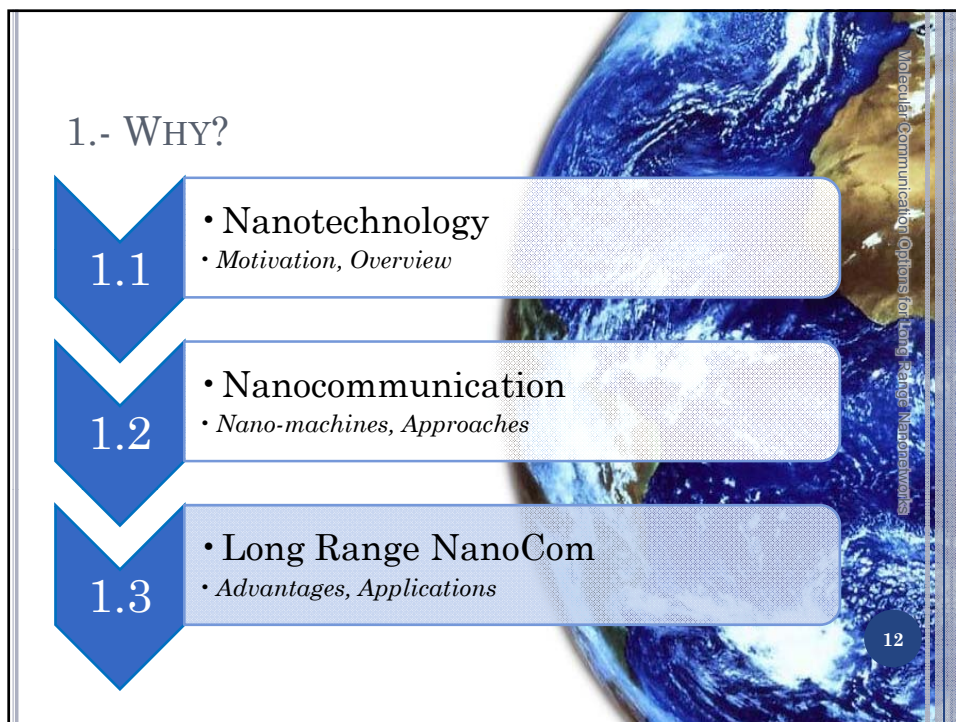 1.- WHY?
1.1
• Nanotechnology
• Motivation, Overview
1.2
• Nanocommunication
• Nano-machines, Approaches
1.3
• Long Range NanoCom
• Advantages, Applications
Molecular Communication Options for Long Range Nanonetworks
12